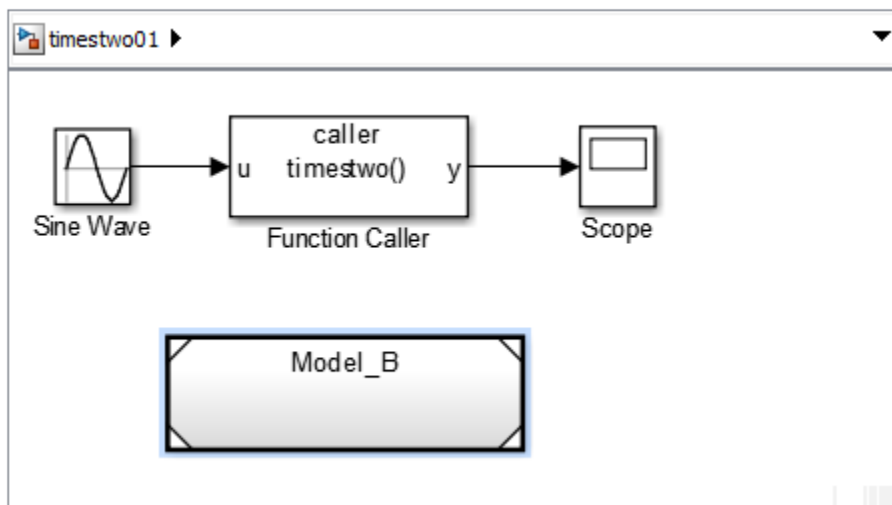 timestwo01
caller
u timestwo() y
Sine Wave
Function Caller
Scope
Model_B